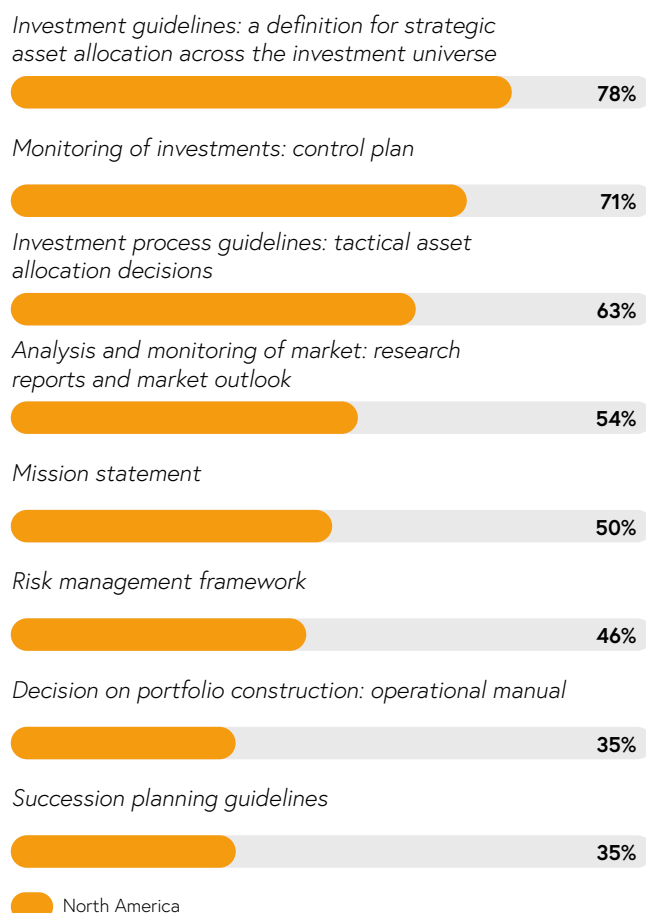 Investment guidelines: a definition for strategic
asset allocation across the investment universe
78%
Monitoring of investments: control plan
71%
Investment process guidelines: tactical asset
allocation decisions
63%
Analysis and monitoring of market: research
reports and market outlook
54%
Mission statement
50%
Risk management framework
46%
Decision on portfolio construction: operational manual
35%
Succession planning guidelines
35%
North America